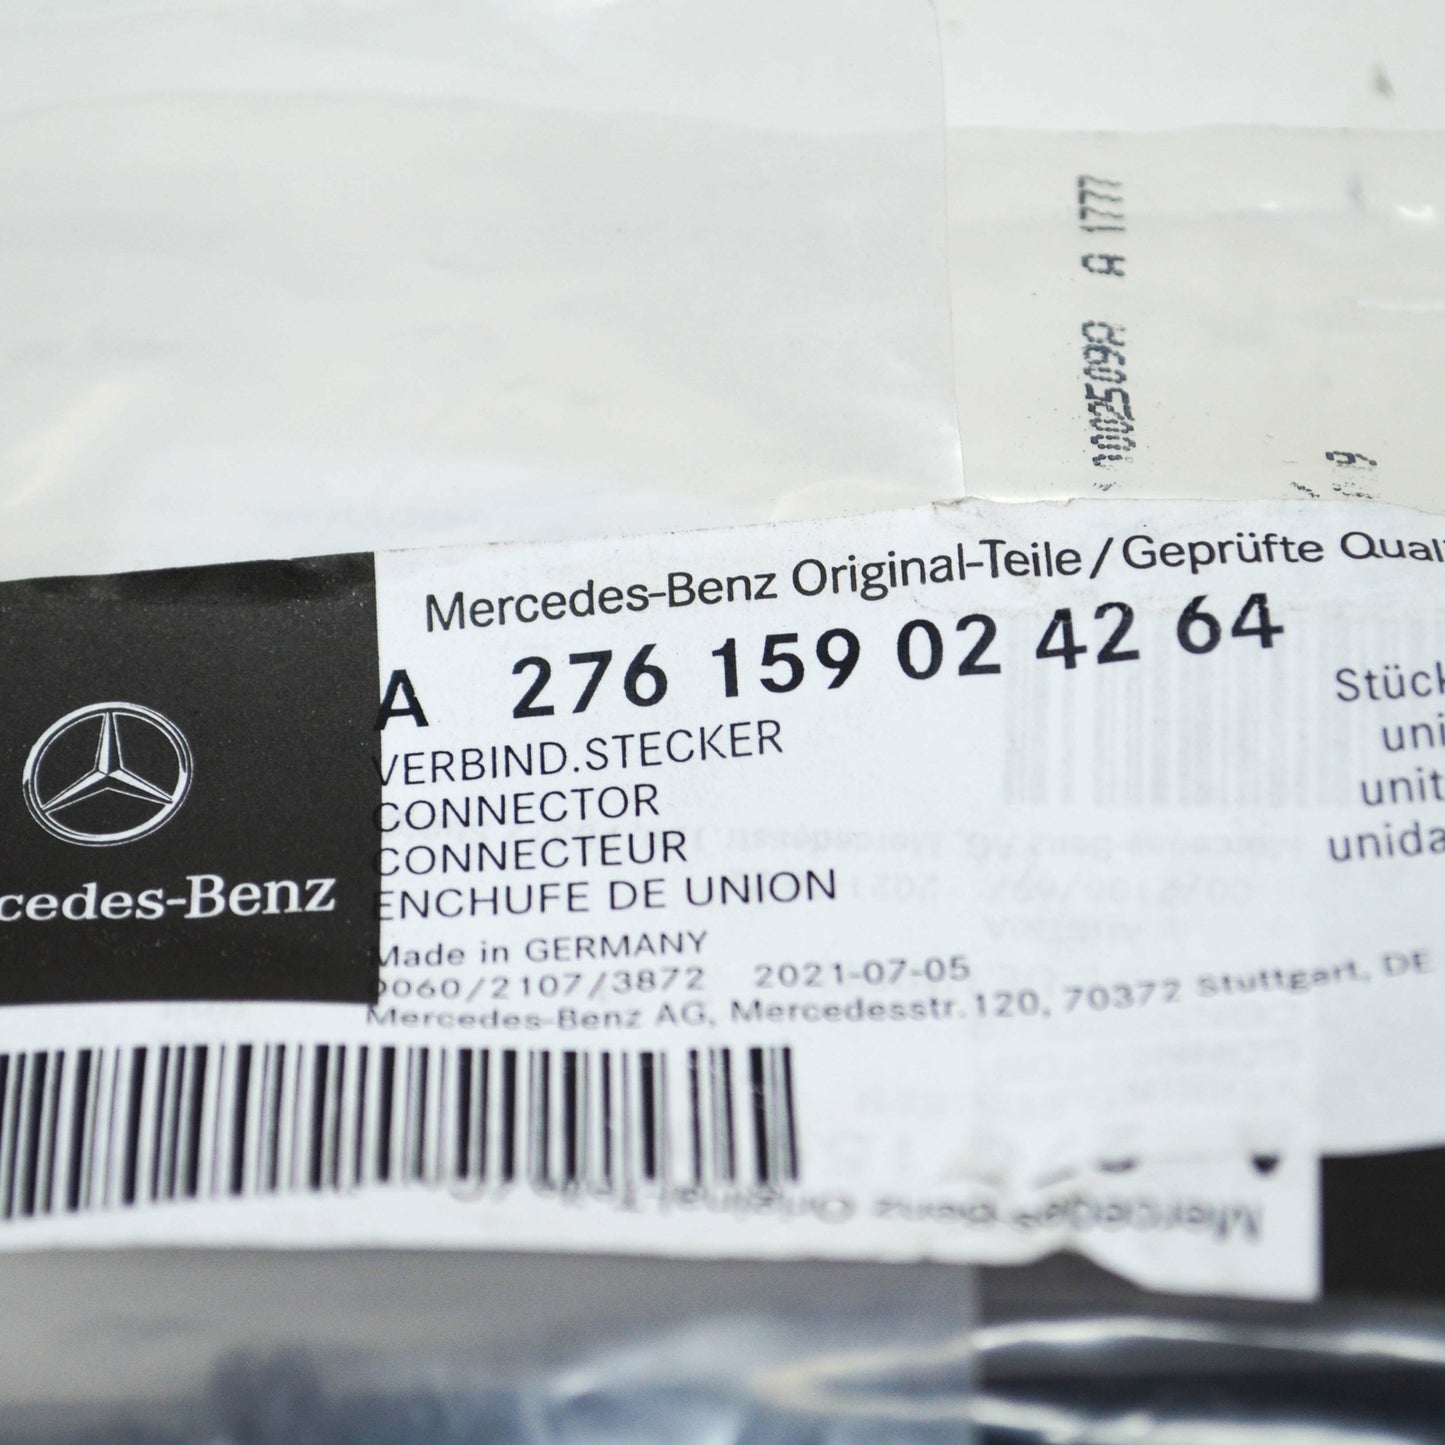 A 1777
Mercedes-Benz Original-Teile / Geprüfte Quali
A 276 159 02 42 64
Stück
VERBIND.STECKER
uni
CONNECTOR
unit
CONNECTEUR
unida
ENCHUFE DE UNION
cedes-Benz
Made in GERMANY
0060/2107/3872 2021-07-05
Mercedes-Benz AG, Mercedesstr. 120, 70372 Stuttgart, DE